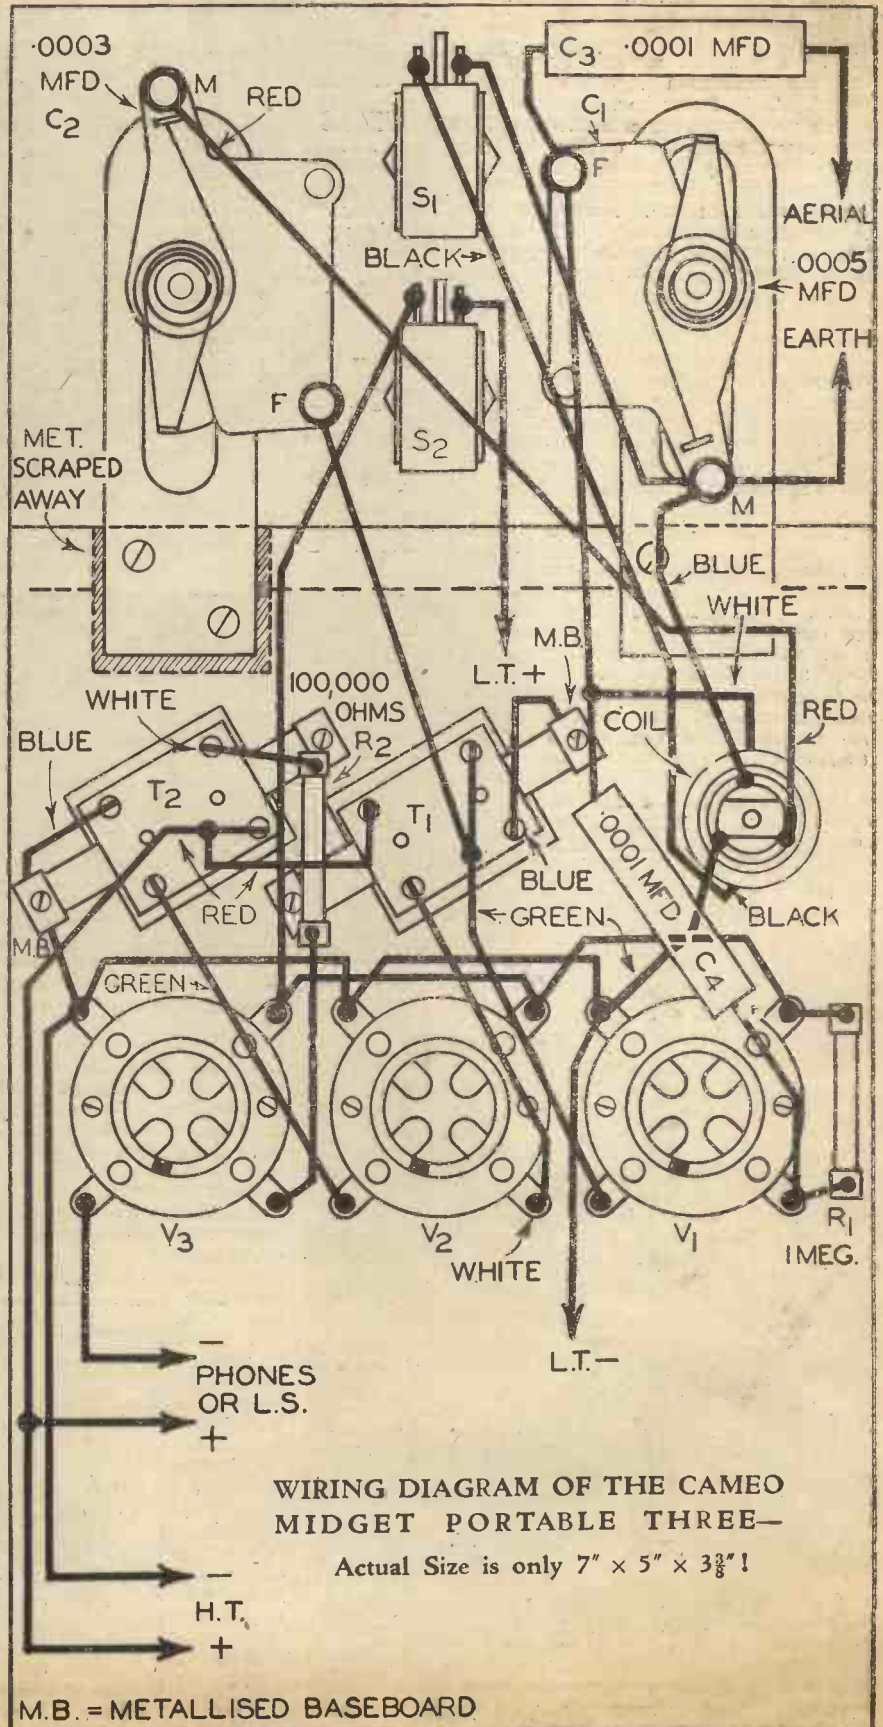 .0003
MFD
C2
M
RED
S1
C3 .0001 MFD
C1
F
AERIAL
.0005
MFD
EARTH
BLACK
F
S2
M
MET.
SCRAPED
AWAY
BLUE
WHITE
M.B.
L.T. +
WHITE
100,000
OHMS
R2
BLUE
COIL
RED
T2
T1
.0001 MFD
C4
RED
BLUE
GREEN
BLACK
M.B.
GREEN
V3
V2
V1
WHITE
R1
1 MEG.
L.T. –
–
PHONES
OR L.S.
+
WIRING DIAGRAM OF THE CAMEO
MIDGET PORTABLE THREE—
Actual Size is only 7″ × 5″ × 3⅜″ !
–
H.T.
+
M.B. = METALLISED BASEBOARD